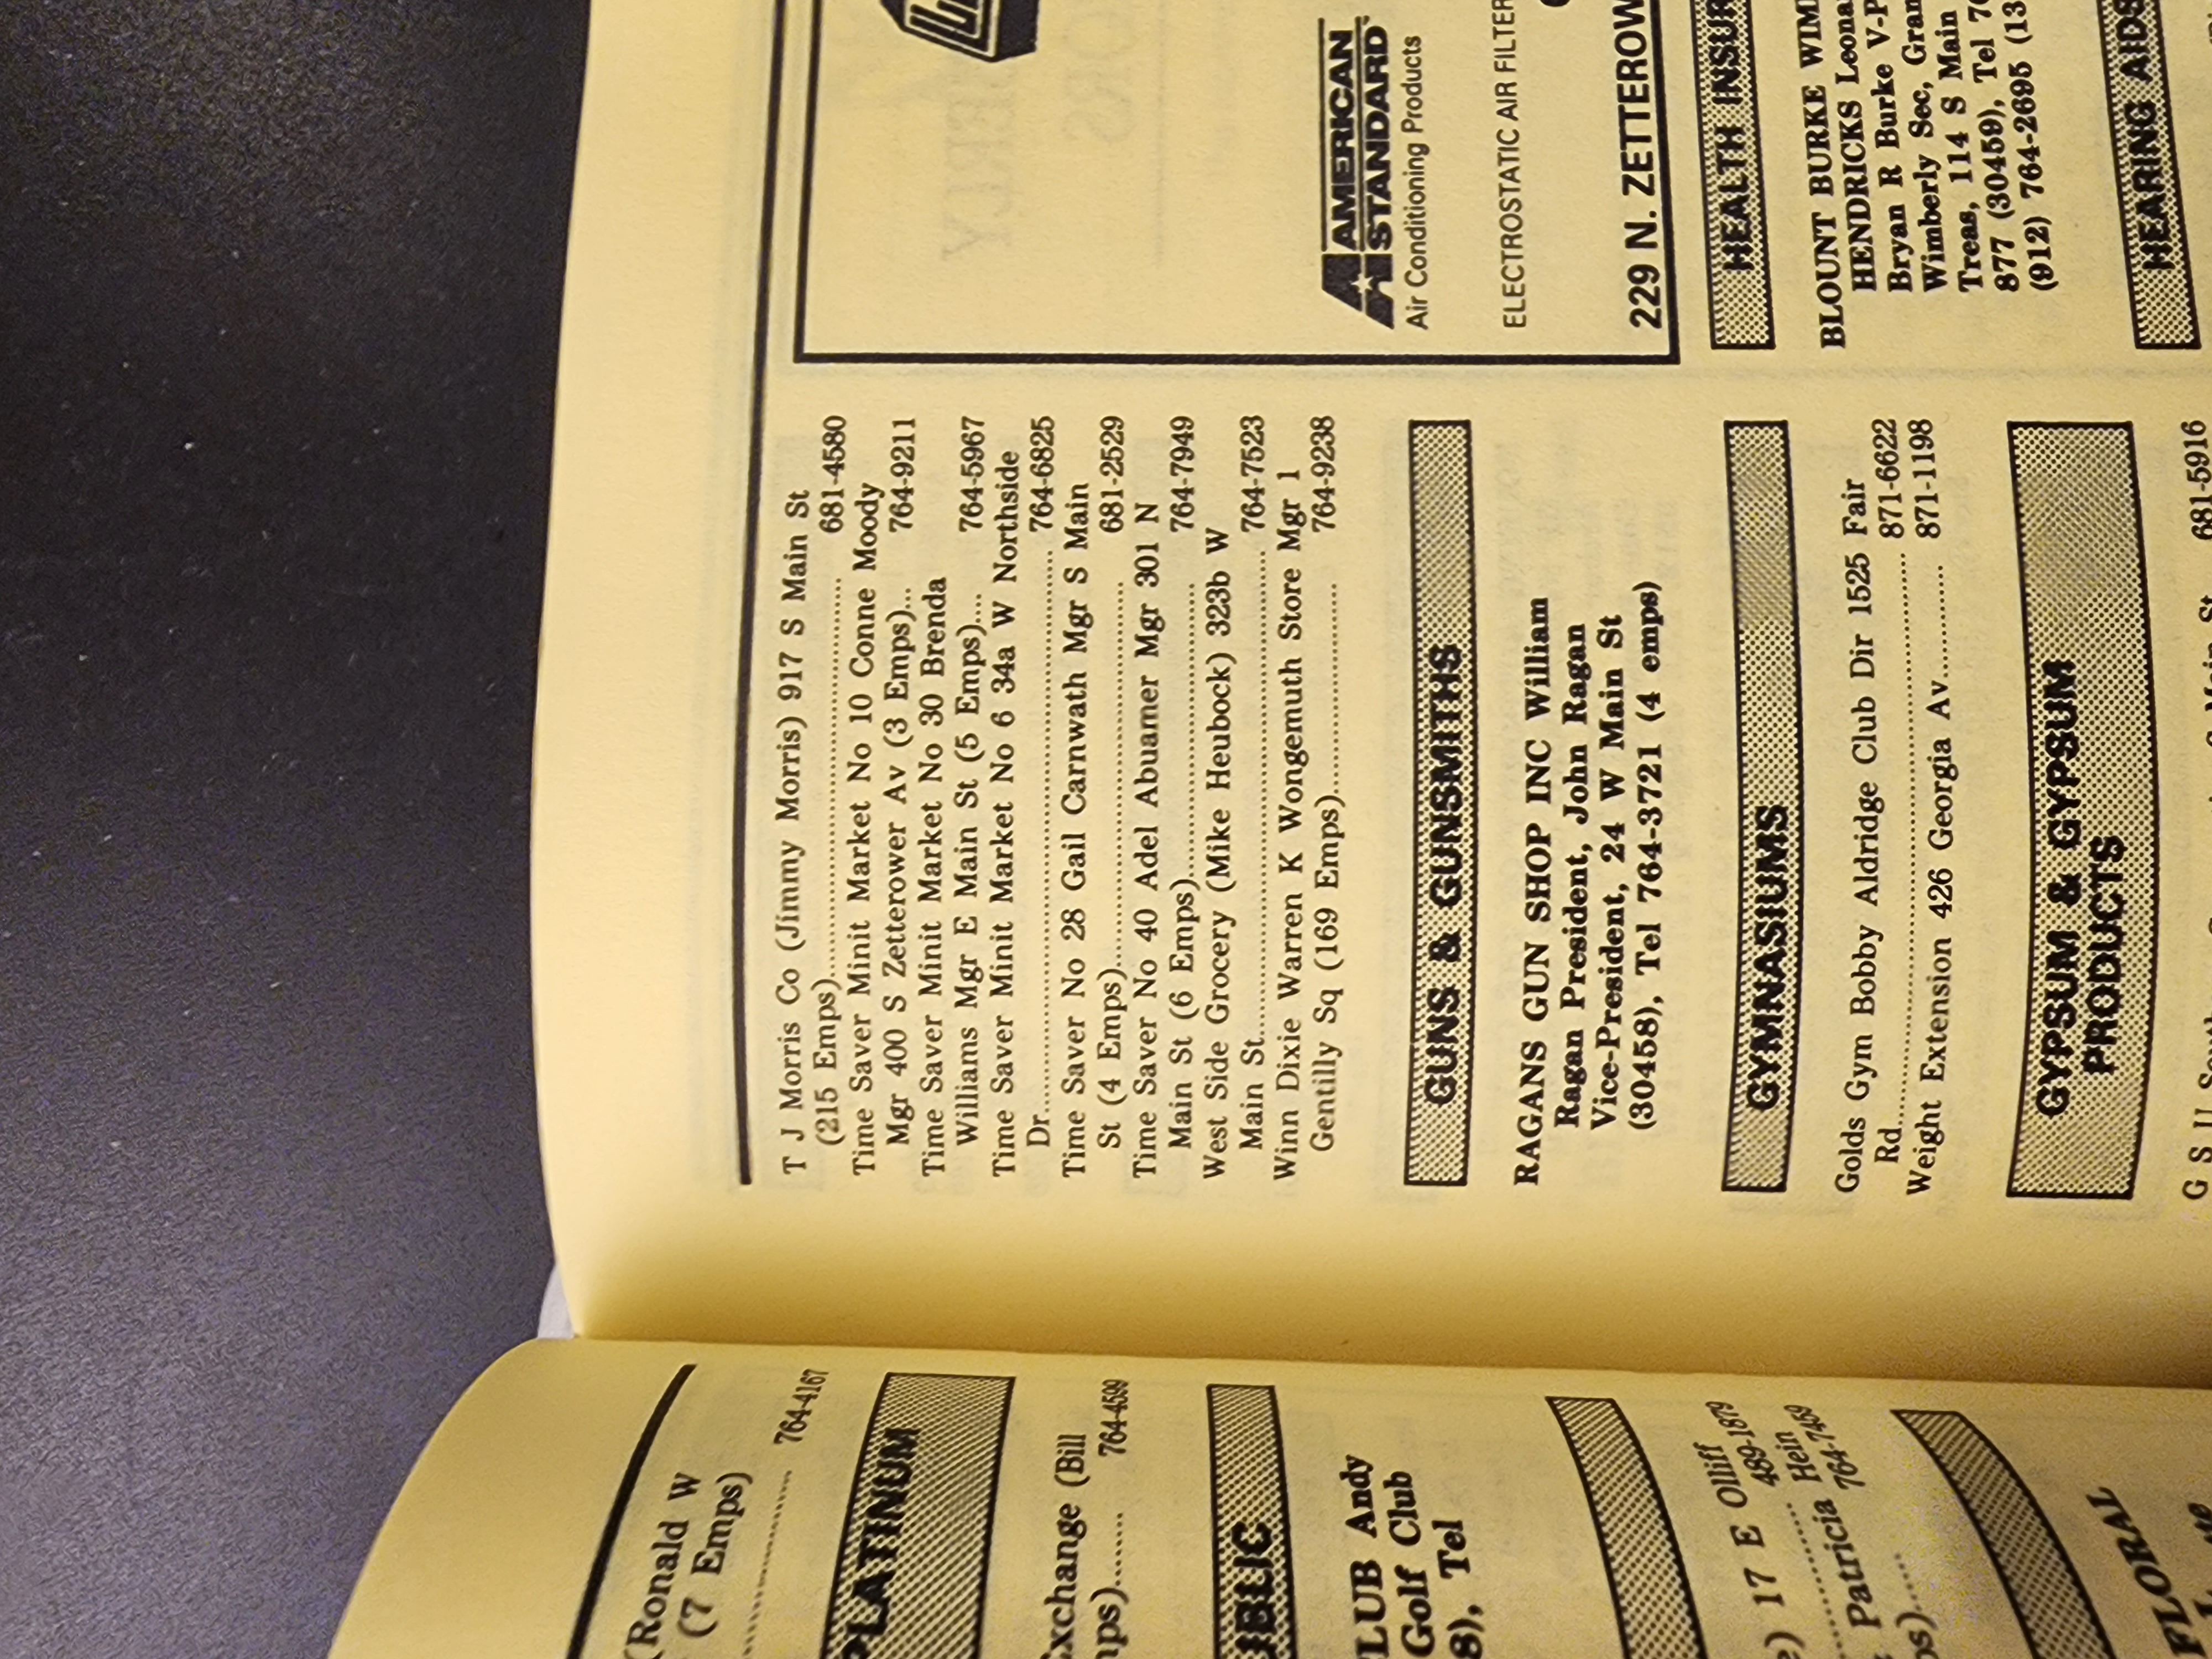 (Ronald W
(7 Emps)
764-4167
PLATINUM
Exchange (Bill
764-4599
Andy
Golf Club
Tel
17 E Olliff
489-1879
Patricia Hein
764-7459
FLORAL
T J Morris Co (Jimmy Morris) 917 S Main St
(215 Emps)........................................ 681-4580
Time Saver Minit Market No 10 Conne Moody
Mgr 400 S Zetterower Av (3 Emps)... 764-9211
Time Saver Minit Market No 30 Brenda
Williams Mgr E Main St (5 Emps).... 764-5967
Time Saver Minit Market No 6 34a W Northside
Dr........................................ 764-6825
Time Saver No 28 Gail Carnwath Mgr S Main
St (4 Emps)........................................ 681-2529
Time Saver No 40 Adel Abuamer Mgr 301 N
Main St (6 Emps)........................................ 764-7949
West Side Grocery (Mike Heubock) 323b W
Main St........................................ 764-7523
Winn Dixie Warren K Wongemuth Store Mgr 1
Gentilly Sq (169 Emps)............................. 764-9238
GUNS & GUNSMITHS
RAGANS GUN SHOP INC William
Ragan President, John Ragan
Vice-President, 24 W Main St
(30458), Tel 764-3721 (4 emps)
GYMNASIUMS
Golds Gym Bobby Aldridge Club Dir 1525 Fair
Rd........................................ 871-6622
Weight Extension 426 Georgia Av............ 871-1198
GYPSUM & GYPSUM
PRODUCTS
681-5916
AMERICAN
STANDARD
Air Conditioning Products
ELECTROSTATIC AIR FILTER
229 N. ZETTEROW
HEALTH INSUR
BLOUNT BURKE WIM
HENDRICKS Leona
Bryan R Burke V-P
Wimberly Sec, Gran
Treas, 114 S Main
877 (30459), Tel 76
(912) 764-2695 (13
HEARING AIDS